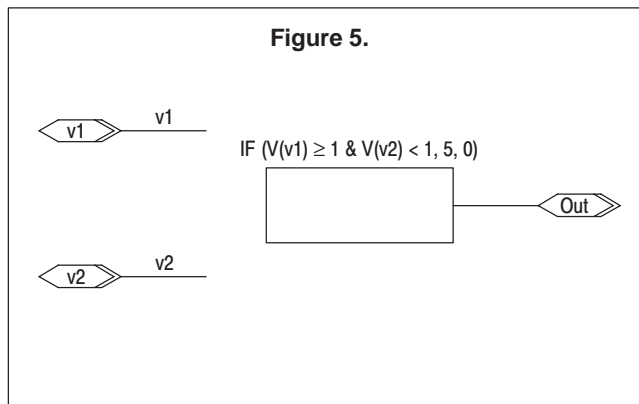 Figure 5.
v1
v1
IF (V(v1) ≥ 1 & V(v2) < 1, 5, 0)
Out
v2
v2